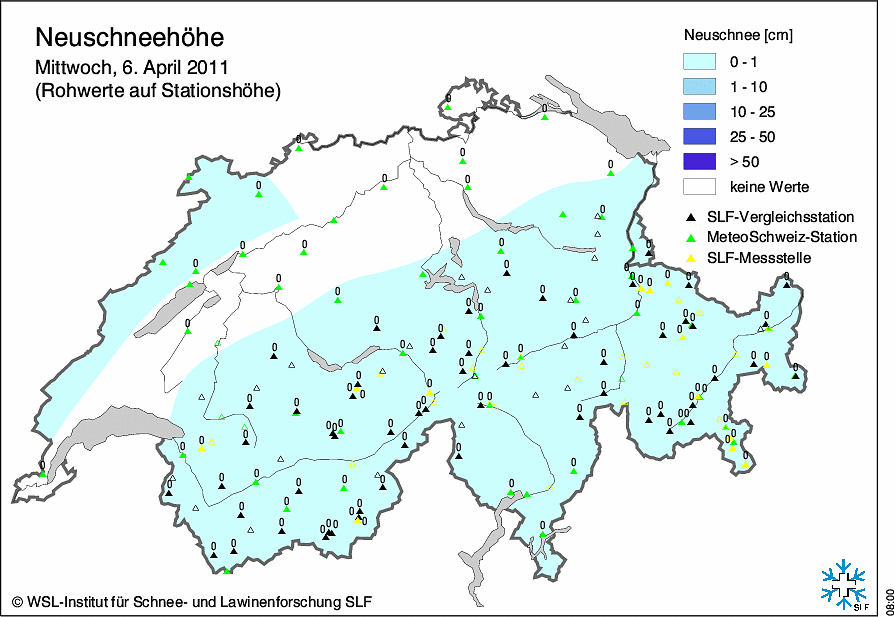 Neuschneehöhe
Mittwoch, 6. April 2011
(Rohwerte auf Stationshöhe)
Neuschnee [cm]
0 - 1
1 - 10
10 - 25
25 - 50
> 50
keine Werte
SLF-Vergleichsstation
MeteoSchweiz-Station
SLF-Messstelle
© WSL-Institut für Schnee- und Lawinenforschung SLF
SLF
08:00